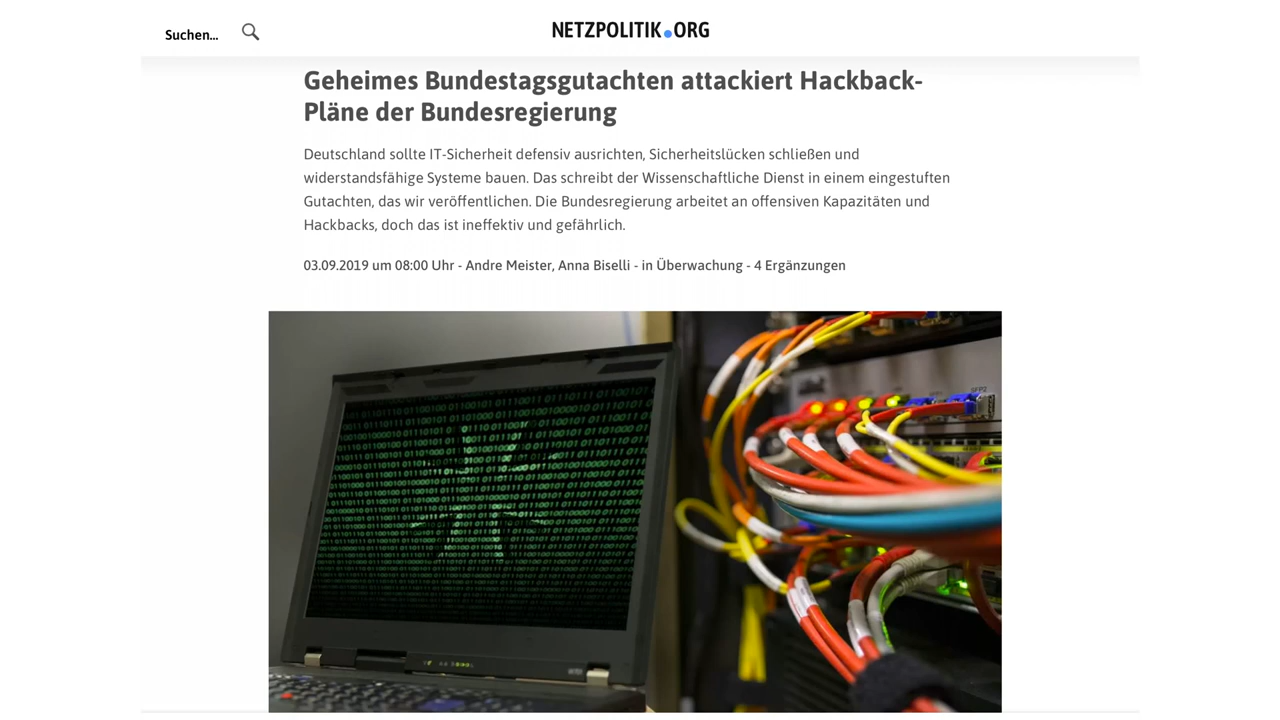 Suchen...
NETZPOLITIK.ORG
Geheimes Bundestagsgutachten attackiert Hackback-
Pläne der Bundesregierung
Deutschland sollte IT-Sicherheit defensiv ausrichten, Sicherheitslücken schließen und
widerstandsfähige Systeme bauen. Das schreibt der Wissenschaftliche Dienst in einem eingestuften
Gutachten, das wir veröffentlichen. Die Bundesregierung arbeitet an offensiven Kapazitäten und
Hackbacks, doch das ist ineffektiv und gefährlich.
03.09.2019 um 08:00 Uhr - Andre Meister, Anna Biselli - in Überwachung - 4 Ergänzungen